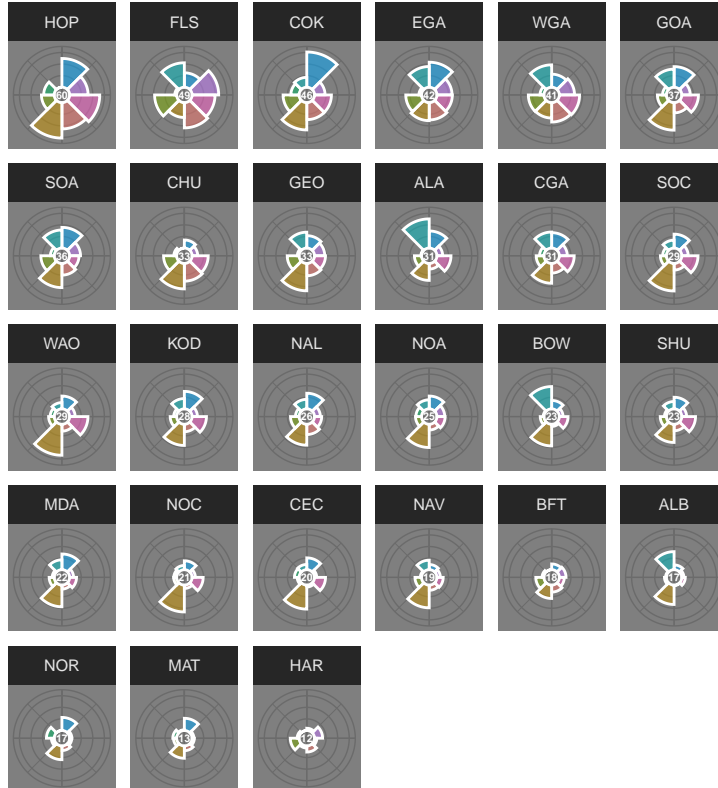 HOP FLS COK EGA WGA GOA
60 49 46 42 41 37
SOA CHU GEO ALA CGA SOC
36 33 33 31 31 29
WAO KOD NAL NOA BOW SHU
29 28 26 25 23 23
MDA NOC CEC NAV BFT ALB
22 21 20 19 18 17
NOR MAT HAR
17 13 12